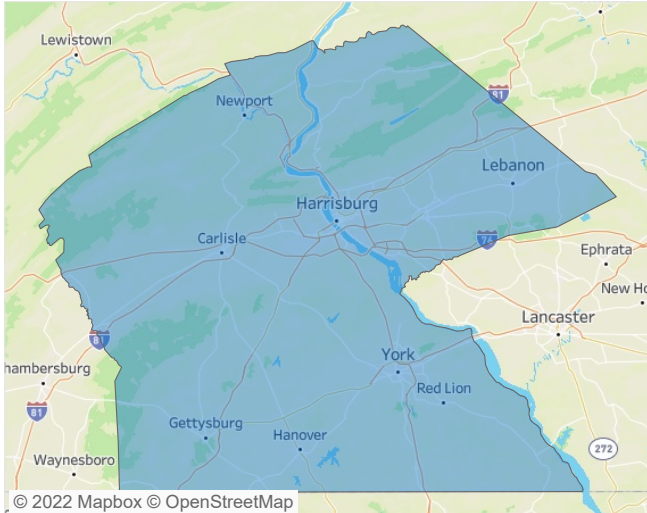 Lewistown
81
Newport
Lebanon
Harrisburg
Carlisle
76
Ephrata
New Ho
81
Lancaster
hambersburg
York
Red Lion
81
Gettysburg
Hanover
272
Waynesboro
© 2022 Mapbox © OpenStreetMap